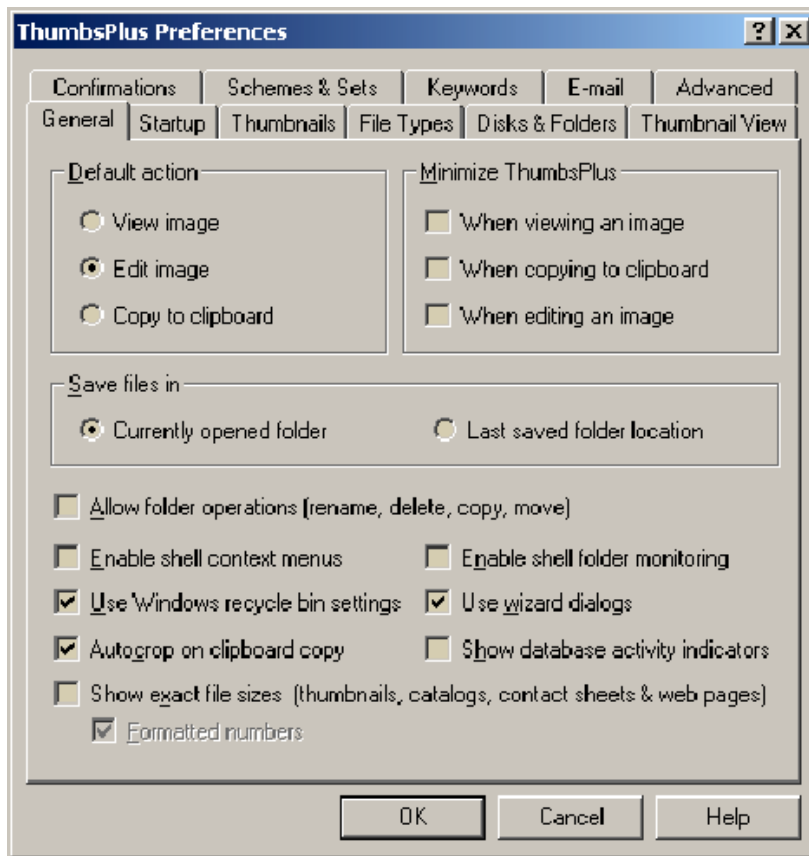 ThumbsPlus Preferences
Confirmations Schemes & Sets Keywords E-mail Advanced
General Startup Thumbnails File Types Disks & Folders Thumbnail View
Default action Minimize ThumbsPlus
View image When viewing an image
Edit image When copying to clipboard
Copy to clipboard When editing an image
Save files in
Currently opened folder Last saved folder location
Allow folder operations (rename, delete, copy, move)
Enable shell context menus Enable shell folder monitoring
Use Windows recycle bin settings Use wizard dialogs
Autocrop on clipboard copy Show database activity indicators
Show exact file sizes (thumbnails, catalogs, contact sheets & web pages)
Formatted numbers
OK Cancel Help